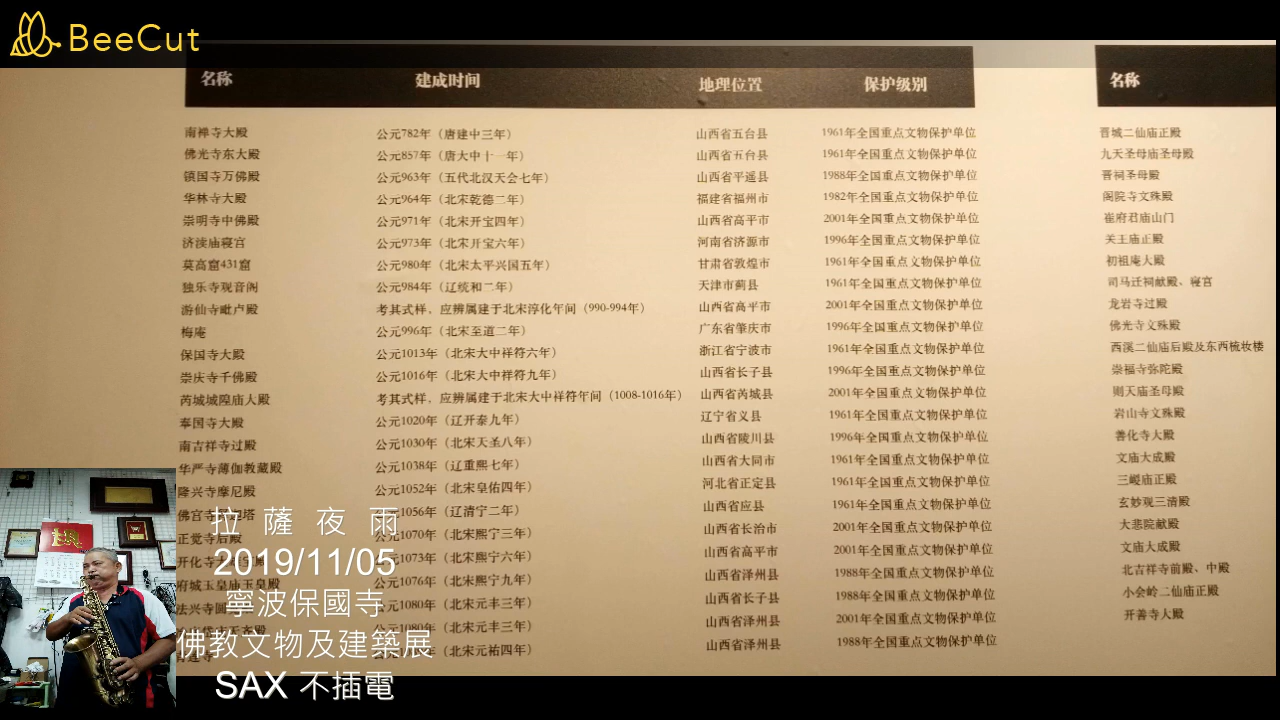 BeeCut
名称 建成时间 地理位置 保护级别 名称
南禅寺大殿 公元782年（唐建中三年） 山西省五台县 1961年全国重点文物保护单位 晋城二仙庙正殿
佛光寺东大殿 公元857年（唐大中十一年） 山西省五台县 1961年全国重点文物保护单位 九天圣母庙圣母殿
镇国寺万佛殿 公元963年（五代北汉天会七年） 山西省平遥县 1988年全国重点文物保护单位 晋祠圣母殿
华林寺大殿 公元964年（北宋乾德二年） 福建省福州市 1982年全国重点文物保护单位 阁院寺文殊殿
崇明寺中佛殿 公元971年（北宋开宝四年） 山西省高平市 2001年全国重点文物保护单位 崔府君庙山门
济渎庙寝宫 公元973年（北宋开宝六年） 河南省济源市 1996年全国重点文物保护单位 关王庙正殿
莫高窟431窟 公元980年（北宋太平兴国五年） 甘肃省敦煌市 1961年全国重点文物保护单位 初祖庵大殿
独乐寺观音阁 公元984年（辽统和二年） 天津市蓟县 1961年全国重点文物保护单位 司马迁祠献殿、寝宫
游仙寺毗卢殿 考其式样，应辨属建于北宋淳化年间（990-994年） 山西省高平市 2001年全国重点文物保护单位 龙岩寺过殿
梅庵 公元996年（北宋至道二年） 广东省肇庆市 1996年全国重点文物保护单位 佛光寺文殊殿
保国寺大殿 公元1013年（北宋大中祥符六年） 浙江省宁波市 1961年全国重点文物保护单位 西溪二仙庙后殿及东西梳妆楼
崇庆寺千佛殿 公元1016年（北宋大中祥符九年） 山西省长子县 1996年全国重点文物保护单位 崇福寺弥陀殿
芮城城隍庙大殿 考其式样，应辨属建于北宋大中祥符年间（1008-1016年） 山西省芮城县 2001年全国重点文物保护单位 则天庙圣母殿
奉国寺大殿 公元1020年（辽开泰九年） 辽宁省义县 1961年全国重点文物保护单位 岩山寺文殊殿
南吉祥寺过殿 公元1030年（北宋天圣八年） 山西省陵川县 1996年全国重点文物保护单位 善化寺大殿
华严寺薄伽教藏殿 公元1038年（辽重熙七年） 山西省大同市 1961年全国重点文物保护单位 文庙大成殿
隆兴寺摩尼殿 公元1052年（北宋皇佑四年） 河北省正定县 1961年全国重点文物保护单位 三嵕庙正殿
佛宫寺 塔 1056年（辽清宁二年） 山西省应县 1961年全国重点文物保护单位 玄妙观三清殿
正觉寺后殿 1070年（北宋熙宁三年） 山西省长治市 2001年全国重点文物保护单位 大悲院献殿
开化寺大 殿 1073年（北宋熙宁六年） 山西省高平市 2001年全国重点文物保护单位 文庙大成殿
府城玉皇庙玉皇殿 公元1076年（北宋熙宁九年） 山西省泽州县 1988年全国重点文物保护单位 北吉祥寺前殿、中殿
法兴寺圆 公元1080年（北宋元丰三年） 山西省长子县 1988年全国重点文物保护单位 小会岭二仙庙正殿
公元1080年（北宋元丰三年） 山西省泽州县 2001年全国重点文物保护单位 开善寺大殿
青莲寺 （北宋元祐四年） 山西省泽州县 1988年全国重点文物保护单位
拉 薩 夜 雨
2019/11/05
寧波保國寺
佛教文物及建築展
SAX 不插電